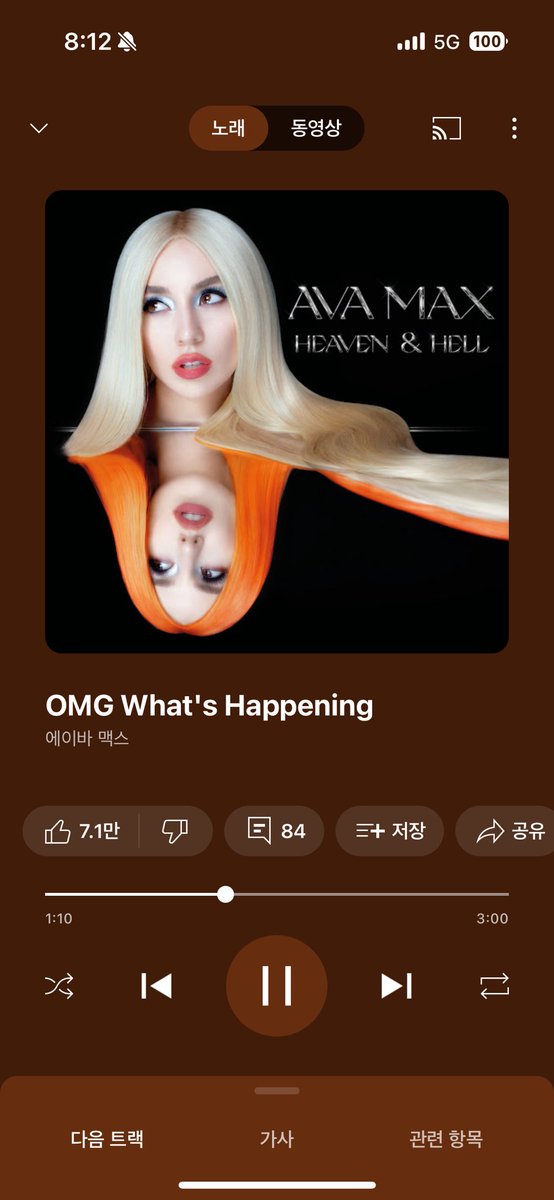 8:12
5G
100
노래
동영상
AVA MAX
HEAVEN & HELL
OMG What's Happening
에이바 맥스
7.1만
84
저장
공유
1:10
3:00
다음 트랙
가사
관련 항목